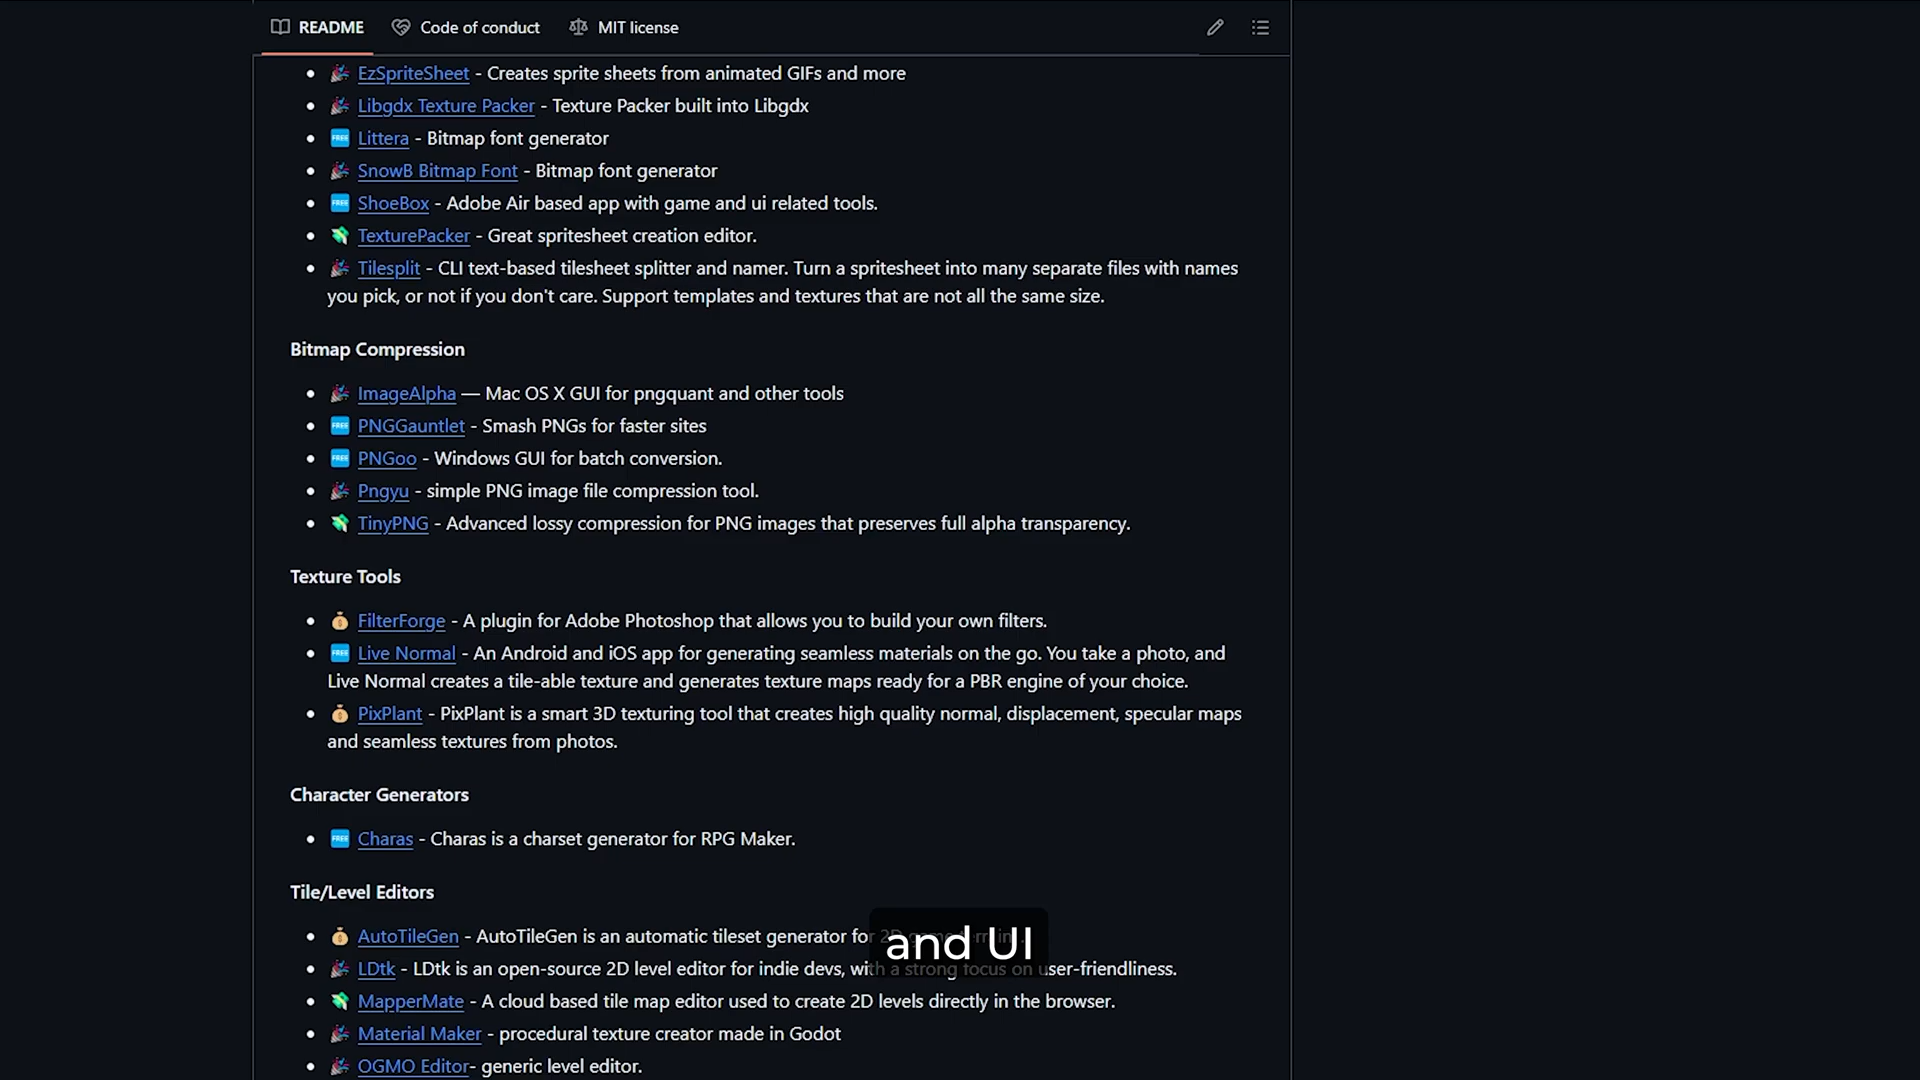 README
Code of conduct
MIT license
EzSpriteSheet - Creates sprite sheets from animated GIFs and more
Libgdx Texture Packer - Texture Packer built into Libgdx
FREE Littera - Bitmap font generator
SnowB Bitmap Font - Bitmap font generator
FREE ShoeBox - Adobe Air based app with game and ui related tools.
TexturePacker - Great spritesheet creation editor.
Tilesplit - CLI text-based tilesheet splitter and namer. Turn a spritesheet into many separate files with names
you pick, or not if you don't care. Support templates and textures that are not all the same size.
Bitmap Compression
ImageAlpha — Mac OS X GUI for pngquant and other tools
FREE PNGGauntlet - Smash PNGs for faster sites
FREE PNGoo - Windows GUI for batch conversion.
Pngyu - simple PNG image file compression tool.
TinyPNG - Advanced lossy compression for PNG images that preserves full alpha transparency.
Texture Tools
FilterForge - A plugin for Adobe Photoshop that allows you to build your own filters.
FREE Live Normal - An Android and iOS app for generating seamless materials on the go. You take a photo, and
Live Normal creates a tile-able texture and generates texture maps ready for a PBR engine of your choice.
PixPlant - PixPlant is a smart 3D texturing tool that creates high quality normal, displacement, specular maps
and seamless textures from photos.
Character Generators
FREE Charas - Charas is a charset generator for RPG Maker.
Tile/Level Editors
AutoTileGen - AutoTileGen is an automatic tileset generator for 2D
and UI
LDtk - LDtk is an open-source 2D level editor for indie devs, with a strong focus on user-friendliness.
MapperMate - A cloud based tile map editor used to create 2D levels directly in the browser.
Material Maker - procedural texture creator made in Godot
OGMO Editor- generic level editor.